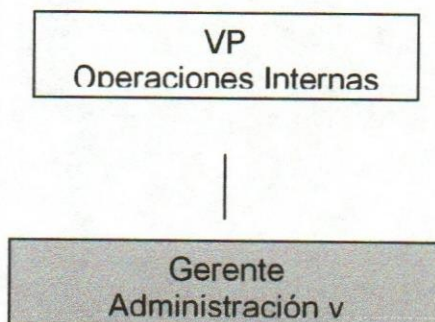 VP
Operaciones Internas
Gerente
Administración v